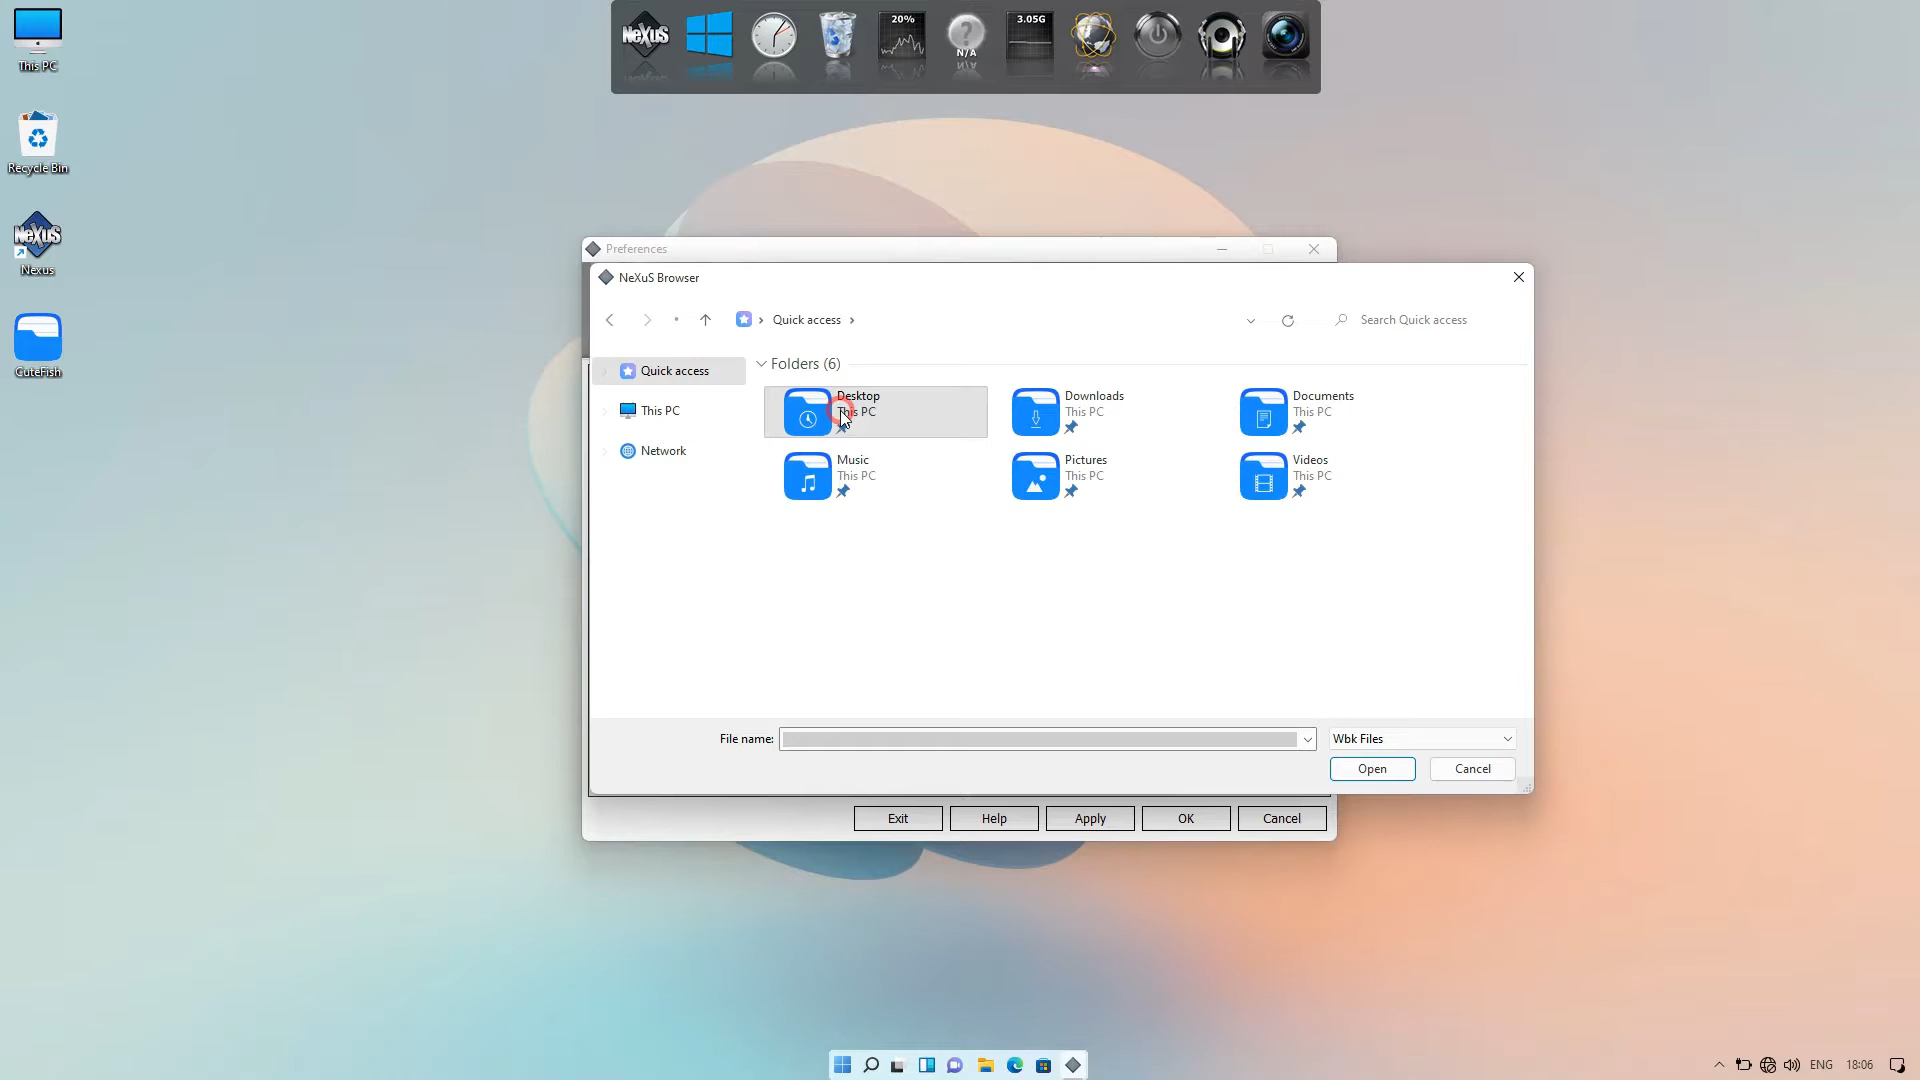 This PC
Recycle Bin
NeXuS
Nexus
CuteFish
NeXuS
20%
N/A
3.05G
Preferences
NeXuS Browser
Quick access
Search Quick access
Quick access
This PC
Network
Folders (6)
Desktop
This PC
Downloads
This PC
Documents
This PC
Music
This PC
Pictures
This PC
Videos
This PC
File name:
Wbk Files
Open
Cancel
Exit
Help
Apply
OK
Cancel
ENG
18:06